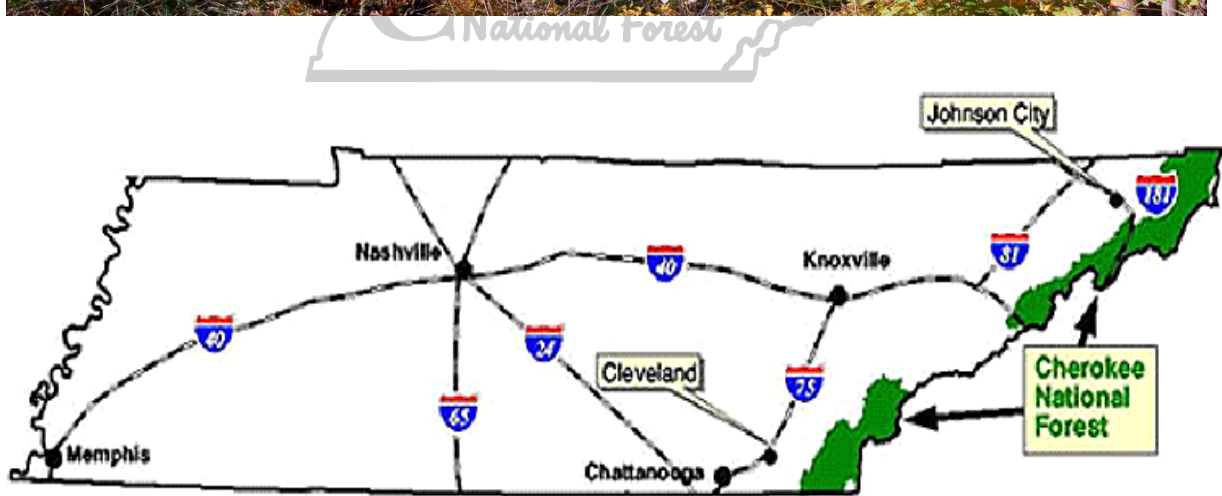 National Forest
Johnson City
181
Nashville
40
Knoxville
81
40
24
Cleveland
75
Cherokee
National
Forest
65
Memphis
Chattanooga